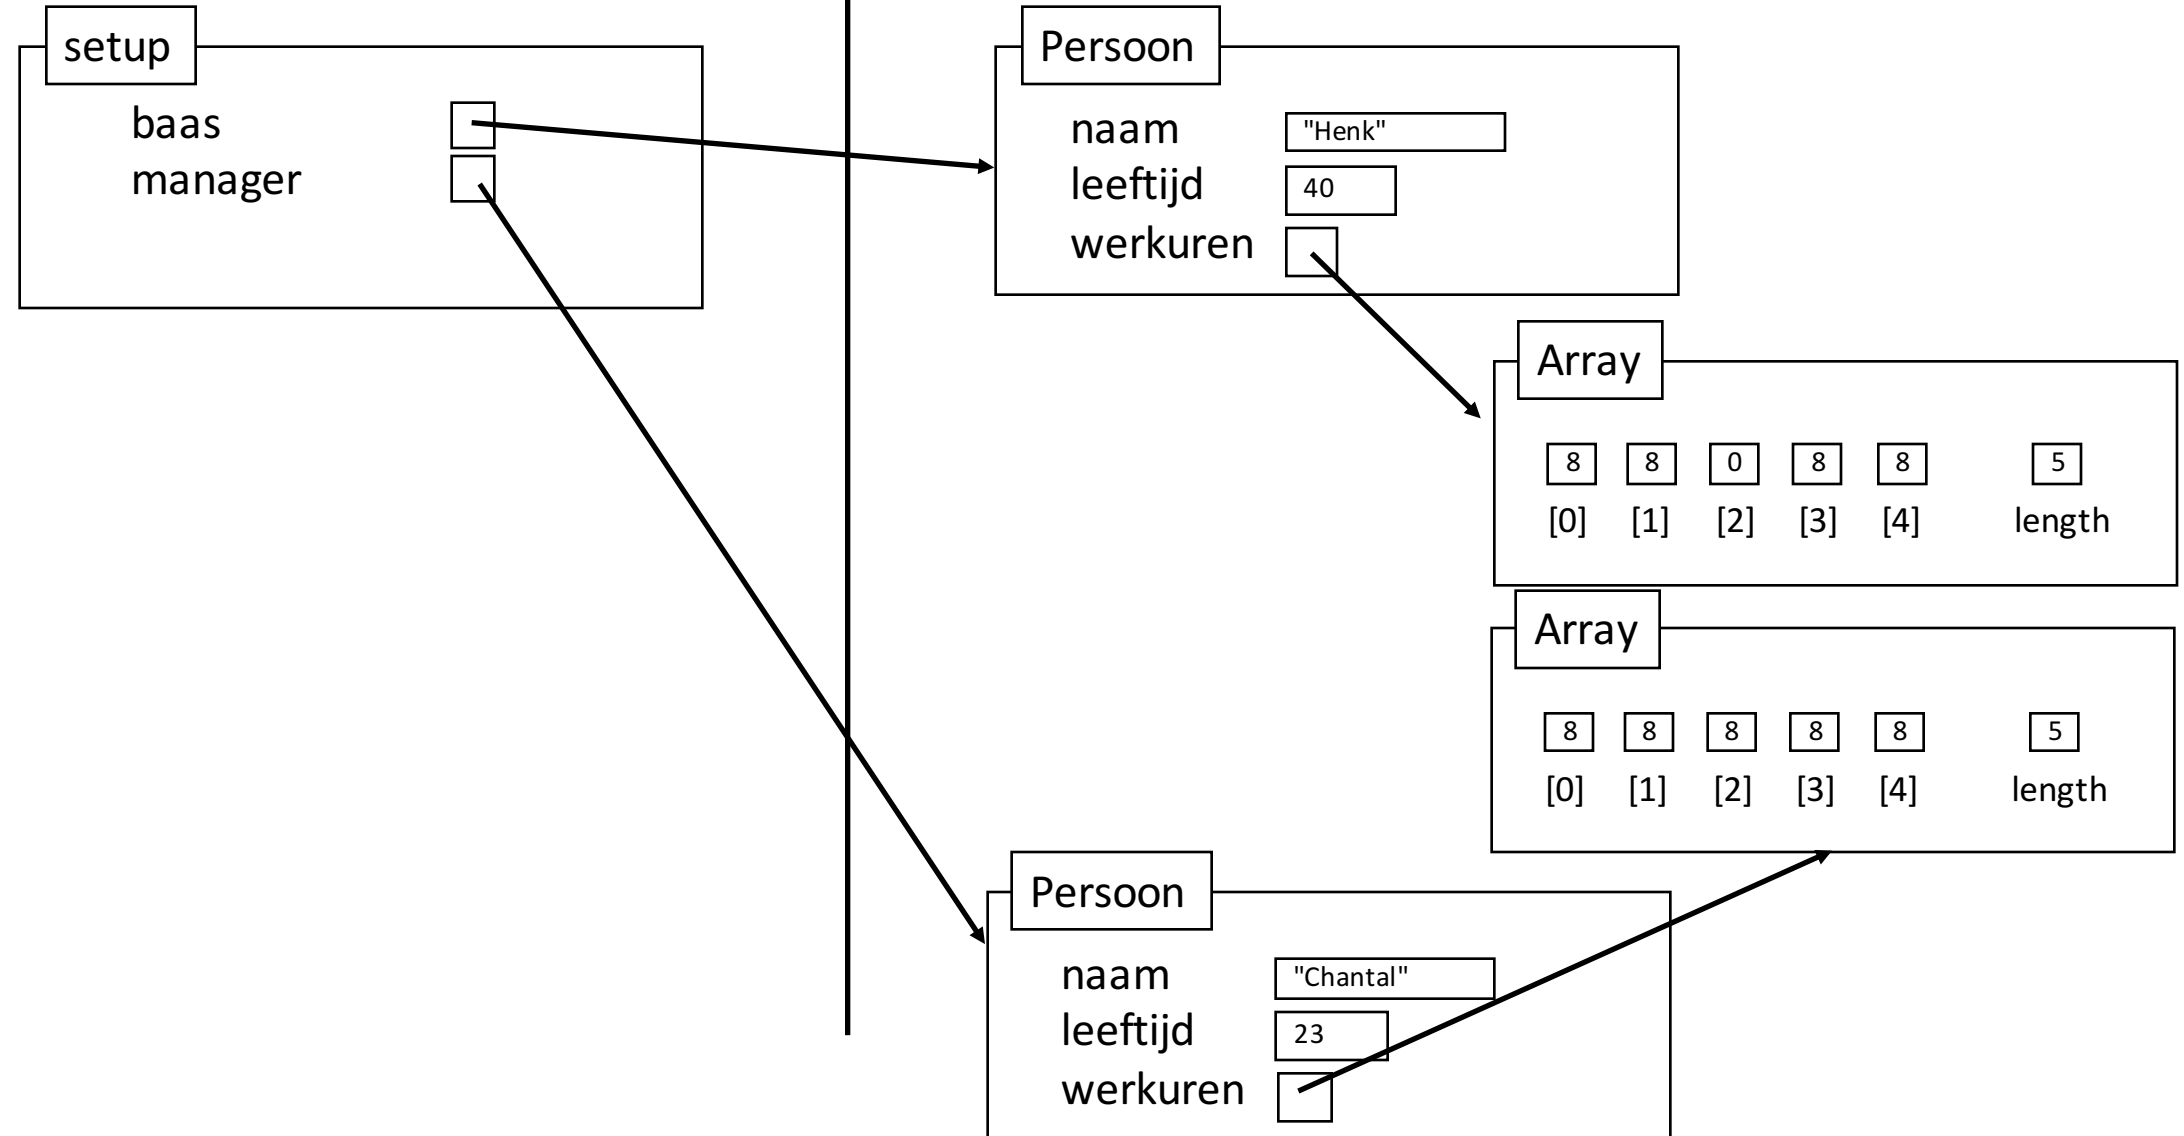 setup
baas
manager
Persoon
naam "Henk"
leeftijd 40
werkuren
Array
8 8 0 8 8 5
[0] [1] [2] [3] [4] length
Array
8 8 8 8 8 5
[0] [1] [2] [3] [4] length
Persoon
naam "Chantal"
leeftijd 23
werkuren